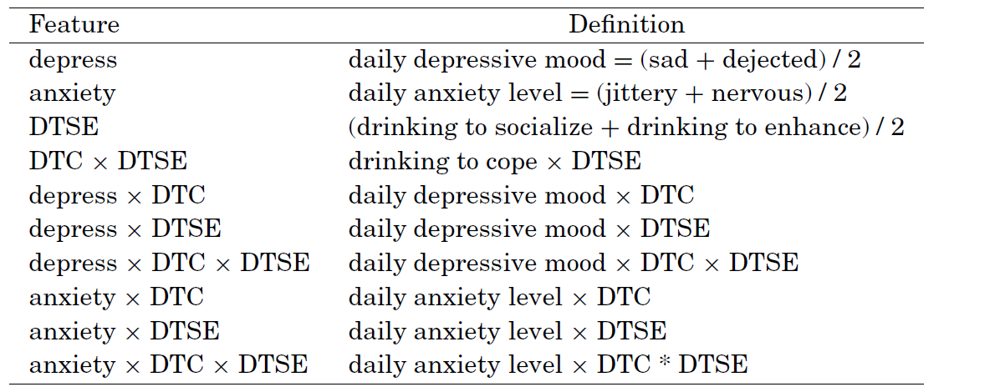 Feature Definition
depress daily depressive mood = (sad + dejected) / 2
anxiety daily anxiety level = (jittery + nervous) / 2
DTSE (drinking to socialize + drinking to enhance) / 2
DTC × DTSE drinking to cope × DTSE
depress × DTC daily depressive mood × DTC
depress × DTSE daily depressive mood × DTSE
depress × DTC × DTSE daily depressive mood × DTC × DTSE
anxiety × DTC daily anxiety level × DTC
anxiety × DTSE daily anxiety level × DTSE
anxiety × DTC × DTSE daily anxiety level × DTC * DTSE